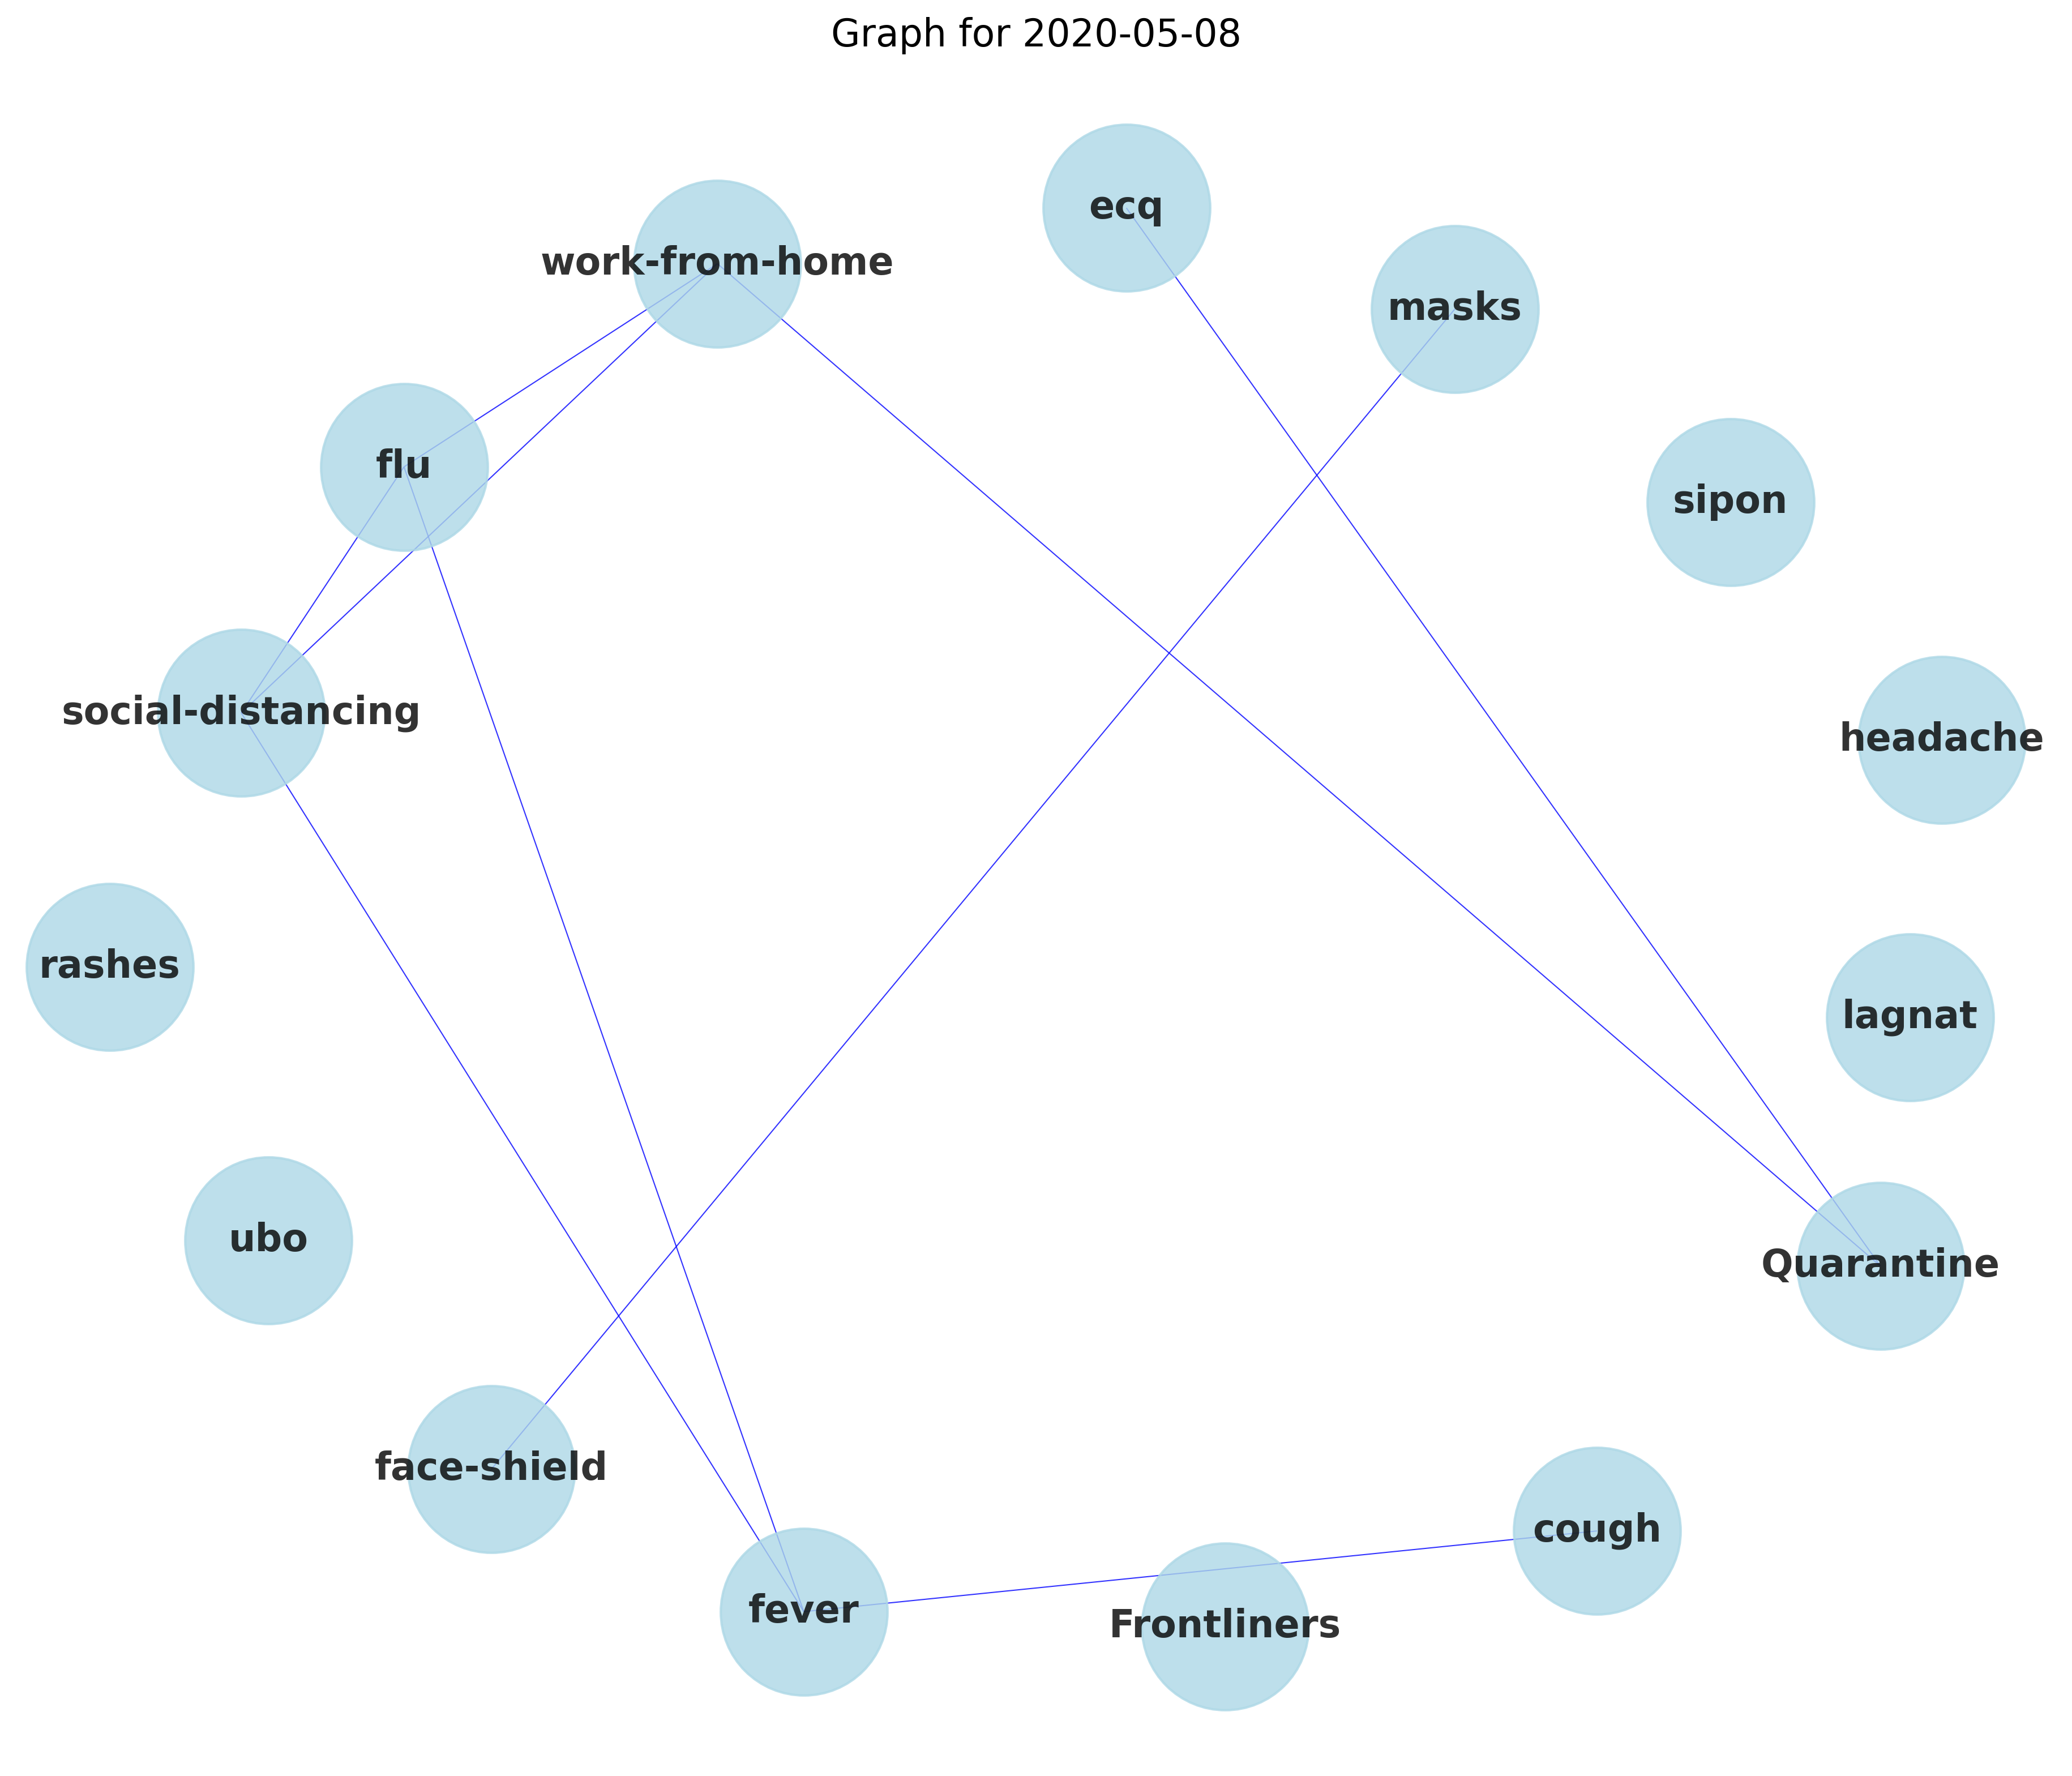 Graph for 2020-05-08
ecq
work-from-home
masks
flu
sipon
social-distancing
headache
rashes
lagnat
ubo
Quarantine
face-shield
cough
fever
Frontliners